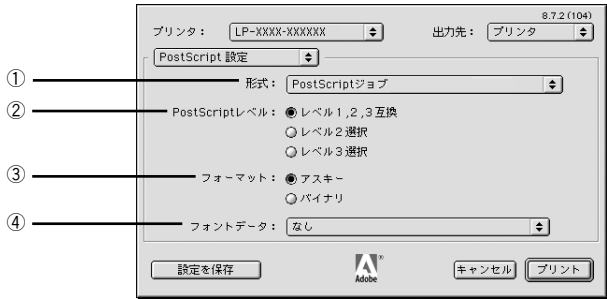 8.7.2(104)
プリンタ： LP-XXXX-XXXXXX 出力先： プリンタ
PostScript 設定
① 形式： PostScriptジョブ
② PostScriptレベル： レベル1,2,3互換
レベル2選択
レベル3選択
③ フォーマット： アスキー
バイナリ
④ フォントデータ： なし
設定を保存 Adobe キャンセル プリント